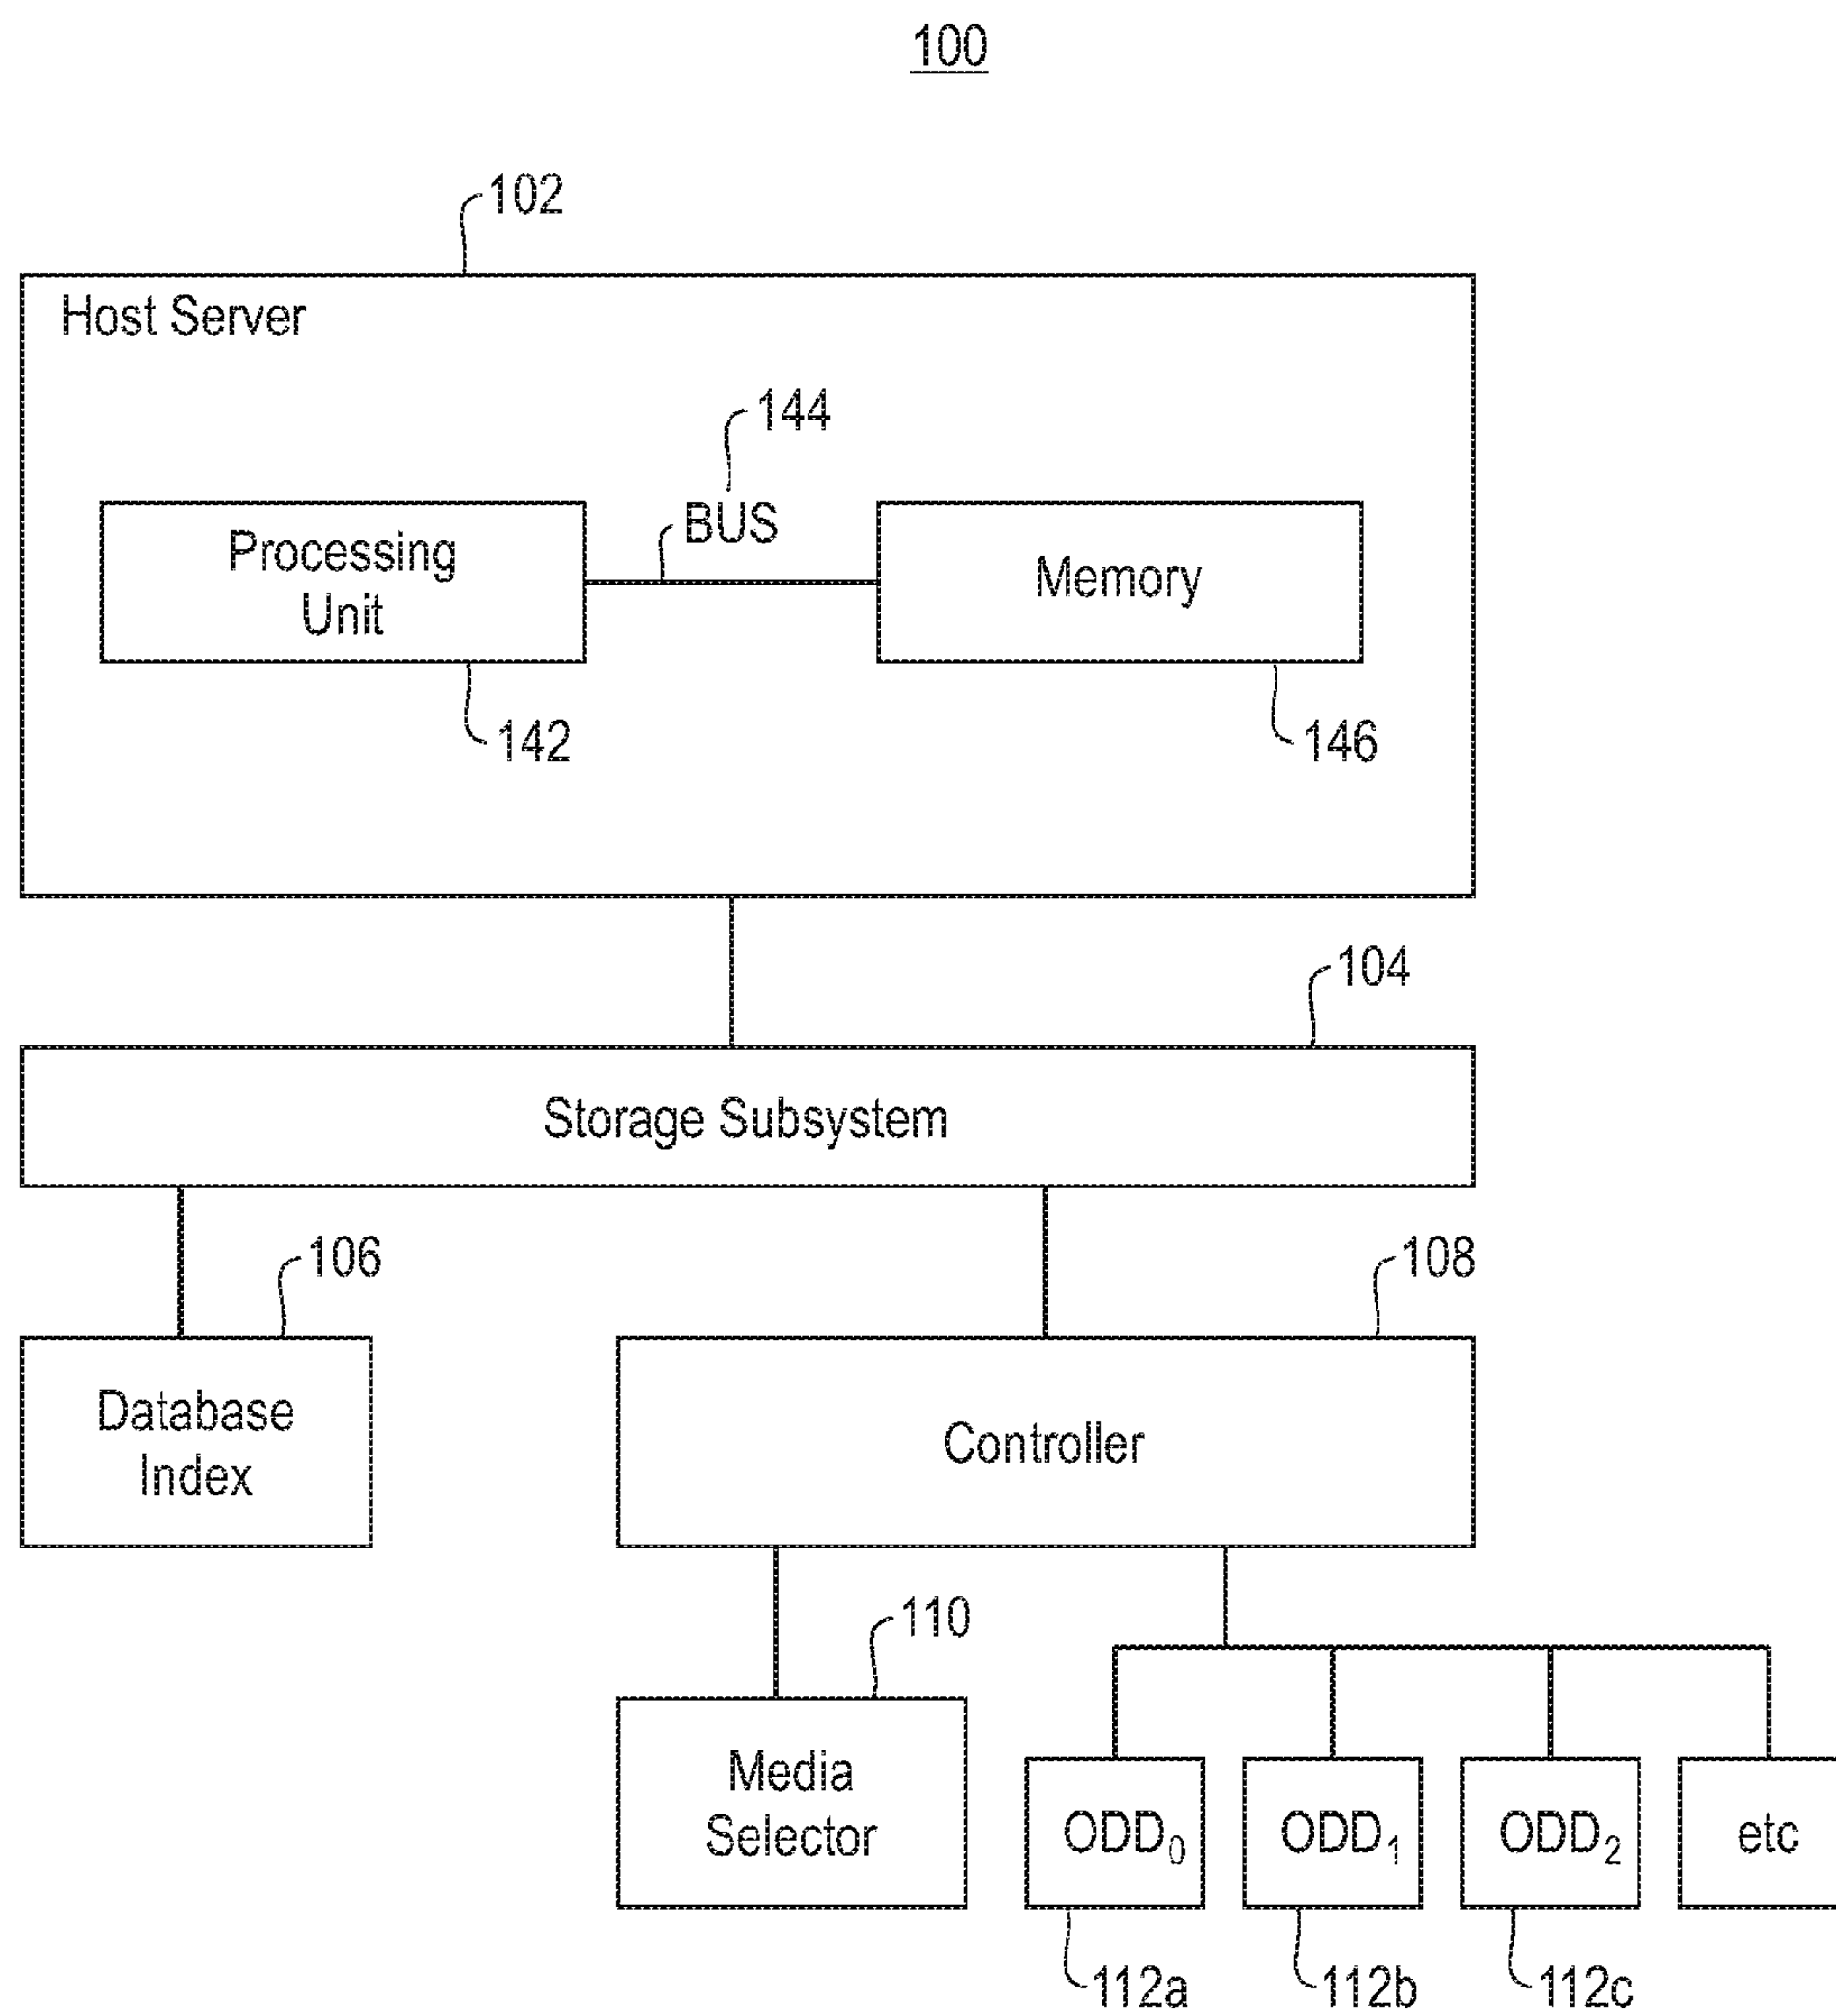 100
102
Host Server
144
BUS
Processing
Unit
Memory
142
146
104
Storage Subsystem
106
108
Database
Index
Controller
110
Media
Selector
ODD₀
ODD₁
ODD₂
etc
112a
112b
112c